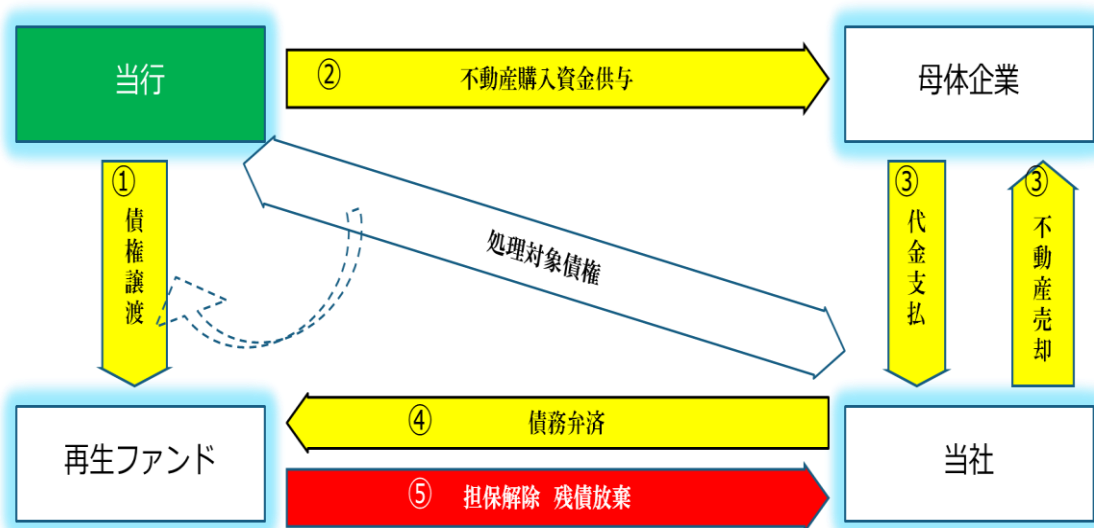 当行
② 不動産購入資金供与
母体企業
① 債権譲渡
処理対象債権
③ 代金支払
③ 不動産売却
再生ファンド
④ 債務弁済
⑤ 担保解除 残債放棄
当社